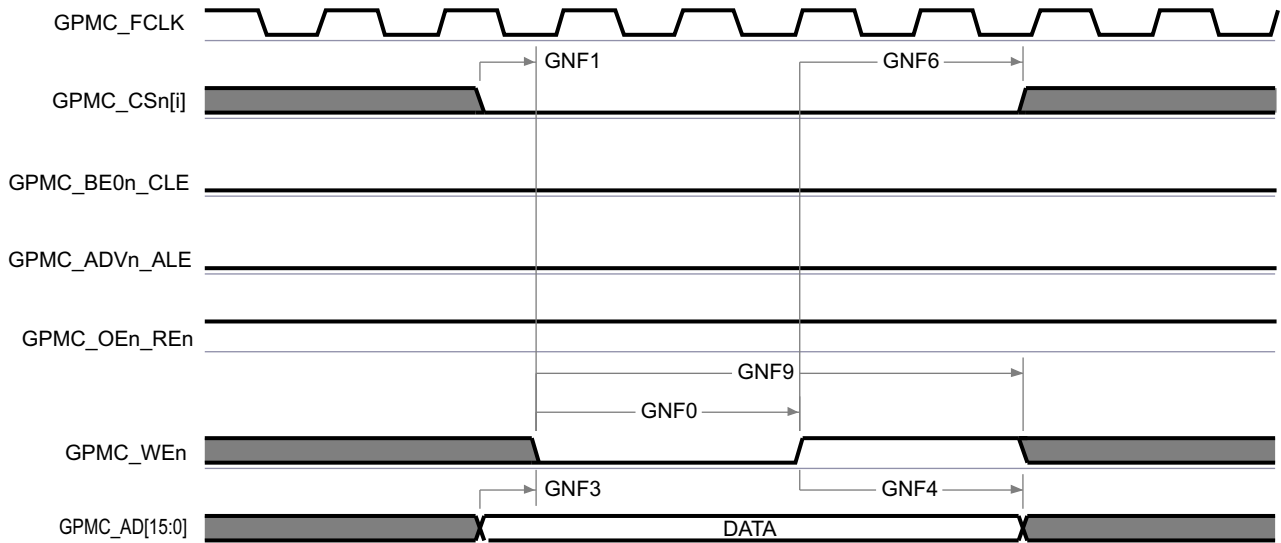 GPMC_FCLK
GNF1
GNF6
GPMC_CSn[i]
GPMC_BE0n_CLE
GPMC_ADVn_ALE
GPMC_OEn_REn
GNF9
GNF0
GPMC_WEn
GNF3
GNF4
GPMC_AD[15:0]
DATA